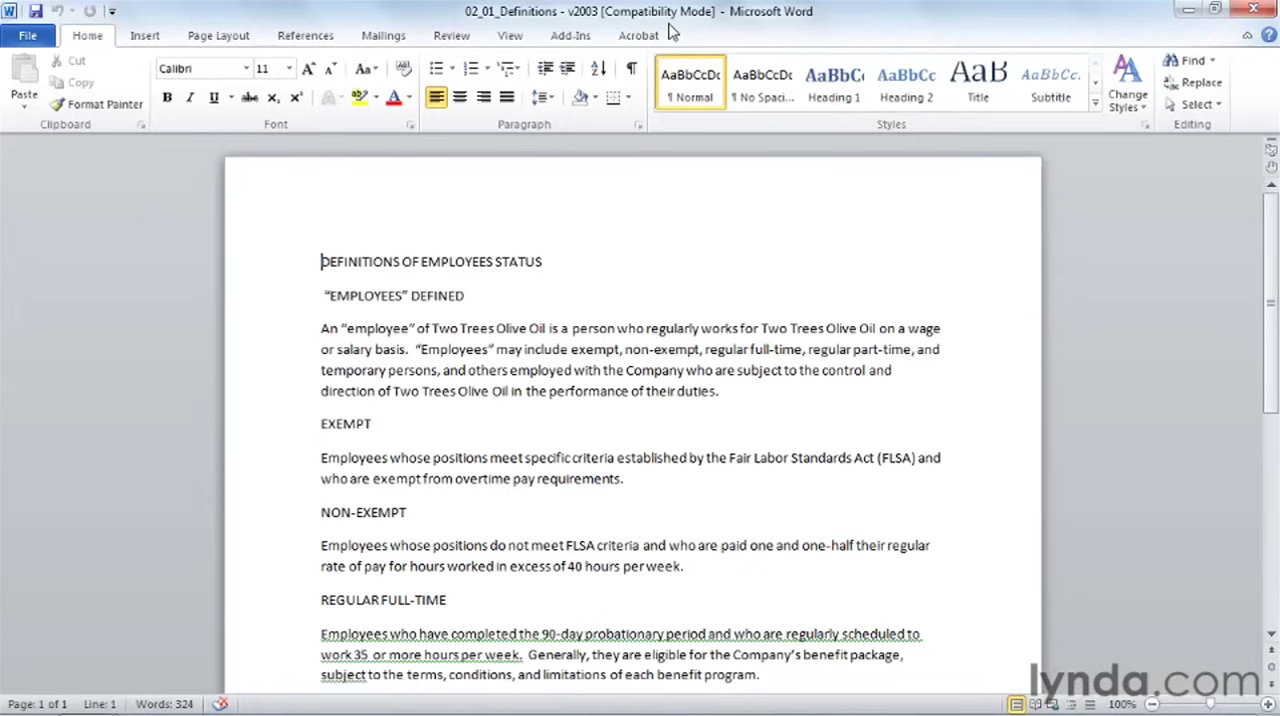 02_01_Definitions - v2003 [Compatibility Mode] - Microsoft Word
File Home Insert Page Layout References Mailings Review View Add-Ins Acrobat
Paste
Cut
Copy
Format Painter
Clipboard
Calibri 11
Font
Paragraph
AaBbCcDc AaBbCcDc AaBbC AaBbCc AaB AaBbCc.
¶ Normal ¶ No Spaci... Heading 1 Heading 2 Title Subtitle
Change Styles
Styles
Find
Replace
Select
Editing
DEFINITIONS OF EMPLOYEES STATUS
“EMPLOYEES” DEFINED
An “employee” of Two Trees Olive Oil is a person who regularly works for Two Trees Olive Oil on a wage
or salary basis.  “Employees” may include exempt, non-exempt, regular full-time, regular part-time, and
temporary persons, and others employed with the Company who are subject to the control and
direction of Two Trees Olive Oil in the performance of their duties.
EXEMPT
Employees whose positions meet specific criteria established by the Fair Labor Standards Act (FLSA) and
who are exempt from overtime pay requirements.
NON-EXEMPT
Employees whose positions do not meet FLSA criteria and who are paid one and one-half their regular
rate of pay for hours worked in excess of 40 hours per week.
REGULAR FULL-TIME
Employees who have completed the 90-day probationary period and who are regularly scheduled to
work 35 or more hours per week.  Generally, they are eligible for the Company’s benefit package,
subject to the terms, conditions, and limitations of each benefit program.
lynda.com
Page: 1 of 1 Line: 1 Words: 324 100%